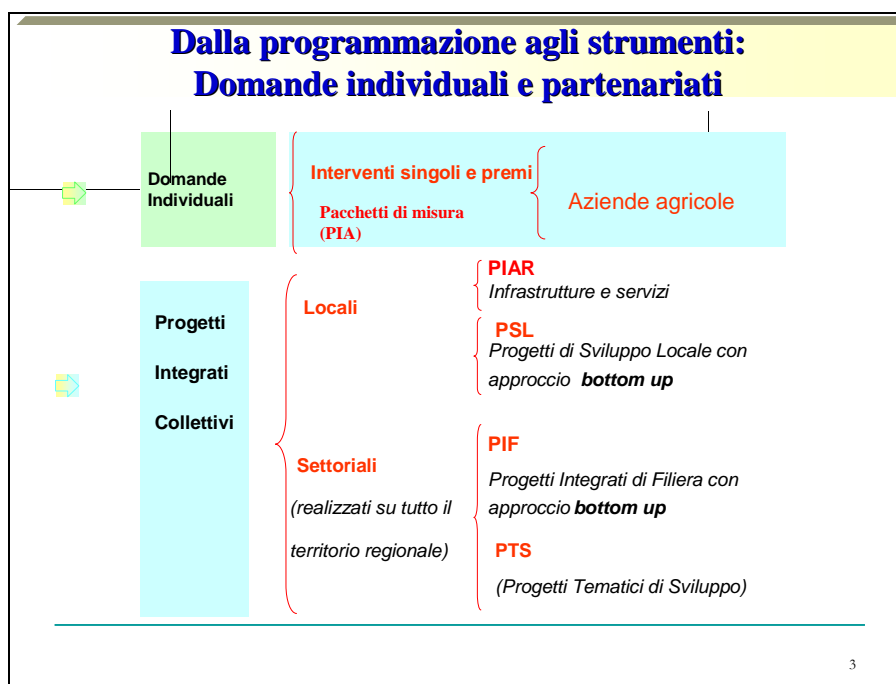 Dalla programmazione agli strumenti:
Domande individuali e partenariati
Domande
Individuali
Interventi singoli e premi
Pacchetti di misura
(PIA)
Aziende agricole
Progetti
Integrati
Collettivi
Locali
PIAR
Infrastrutture e servizi
PSL
Progetti di Sviluppo Locale con
approccio bottom up
Settoriali
(realizzati su tutto il
territorio regionale)
PIF
Progetti Integrati di Filiera con
approccio bottom up
PTS
(Progetti Tematici di Sviluppo)
3